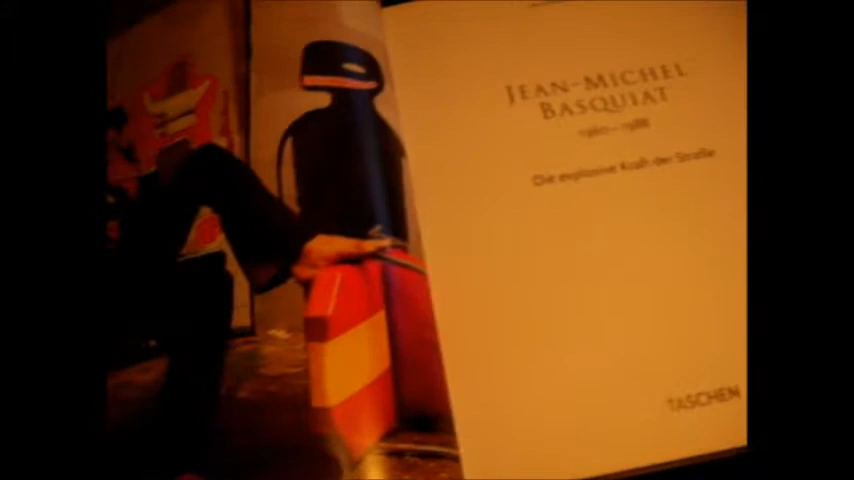 JEAN-MICHEL
BASQUIAT
1960–1988
Die explosive Kraft der Straße
TASCHEN